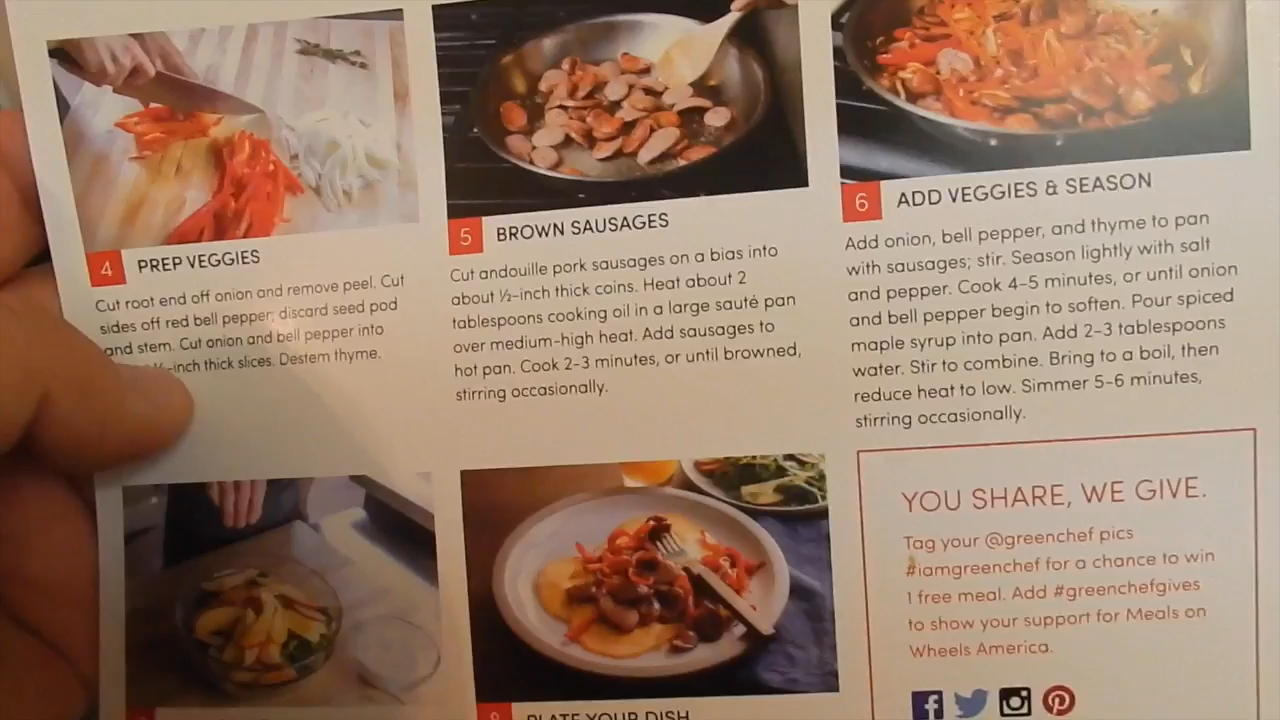 4 PREP VEGGIES
Cut root end off onion and remove peel. Cut
sides off red bell pepper; discard seed pod
and stem. Cut onion and bell pepper into
-inch thick slices. Destem thyme.
5 BROWN SAUSAGES
Cut andouille pork sausages on a bias into
about ½-inch thick coins. Heat about 2
tablespoons cooking oil in a large sauté pan
over medium-high heat. Add sausages to
hot pan. Cook 2-3 minutes, or until browned,
stirring occasionally.
6 ADD VEGGIES & SEASON
Add onion, bell pepper, and thyme to pan
with sausages; stir. Season lightly with salt
and pepper. Cook 4-5 minutes, or until onion
and bell pepper begin to soften. Pour spiced
maple syrup into pan. Add 2-3 tablespoons
water. Stir to combine. Bring to a boil, then
reduce heat to low. Simmer 5-6 minutes,
stirring occasionally.
PLATE YOUR DISH
YOU SHARE, WE GIVE.
Tag your @greenchef pics
#iamgreenchef for a chance to win
1 free meal. Add #greenchefgives
to show your support for Meals on
Wheels America.